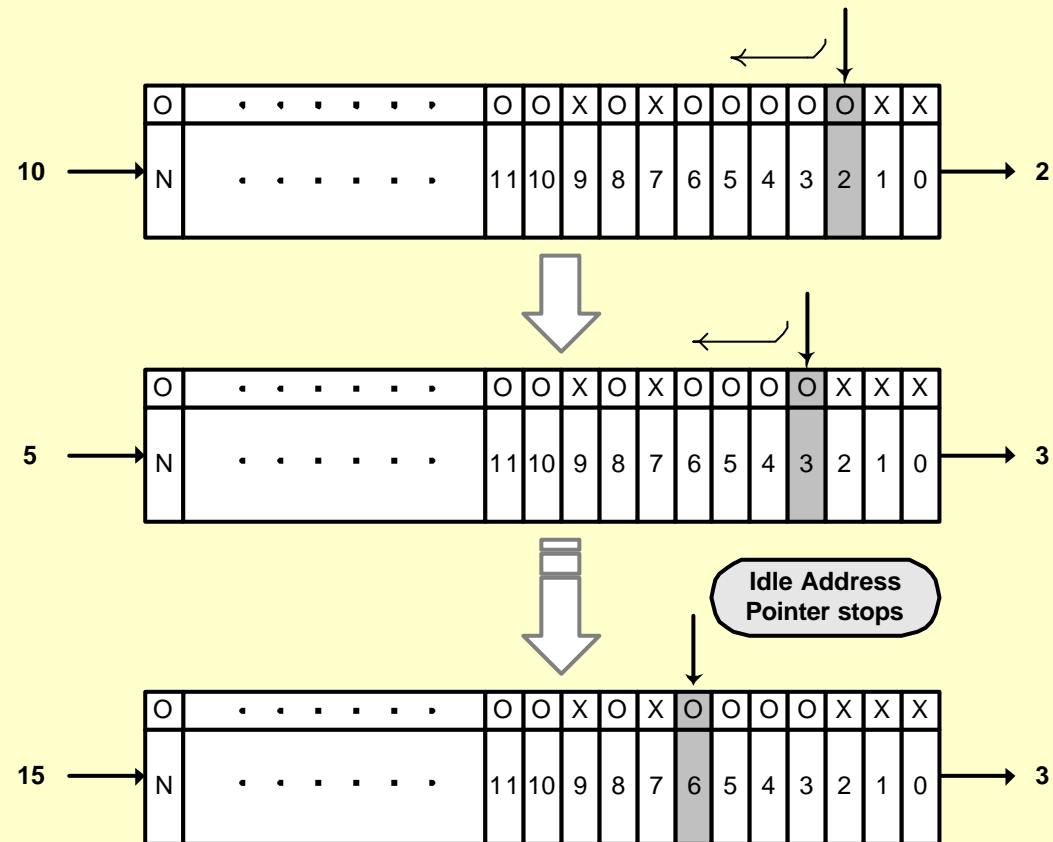 O O O X O X O O O O O X X
10 N 11 10 9 8 7 6 5 4 3 2 1 0 2
O O O X O X O O O O X X X
5 N 11 10 9 8 7 6 5 4 3 2 1 0 3
Idle Address
Pointer stops
O O O X O X O O O O X X X
15 N 11 10 9 8 7 6 5 4 3 2 1 0 3